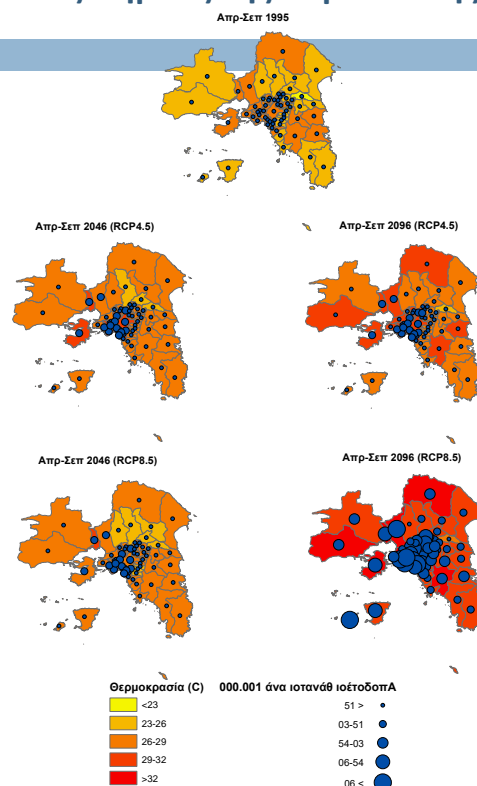 Απρ-Σεπ 1995
Απρ-Σεπ 2046 (RCP4.5)
Απρ-Σεπ 2096 (RCP4.5)
Απρ-Σεπ 2046 (RCP8.5)
Απρ-Σεπ 2096 (RCP8.5)
Θερμοκρασία (C)
<23
23-26
26-29
29-32
>32
000.001 άνα ιοτανάθ ιοέτοδοπΑ
51 >
03-51
54-03
06-54
06 <